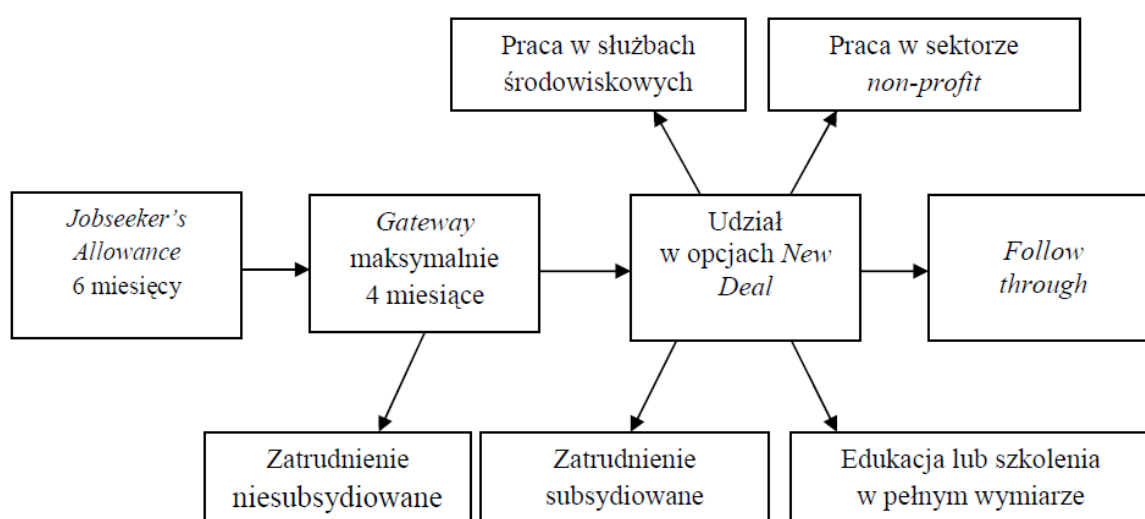 Praca w służbach
środowiskowych
Praca w sektorze
non-profit
Jobseeker's
Allowance
6 miesięcy
Gateway
maksymalnie
4 miesiące
Udział
w opcjach New
Deal
Follow
through
Zatrudnienie
niesubsydiowane
Zatrudnienie
subsydiowane
Edukacja lub szkolenia
w pełnym wymiarze